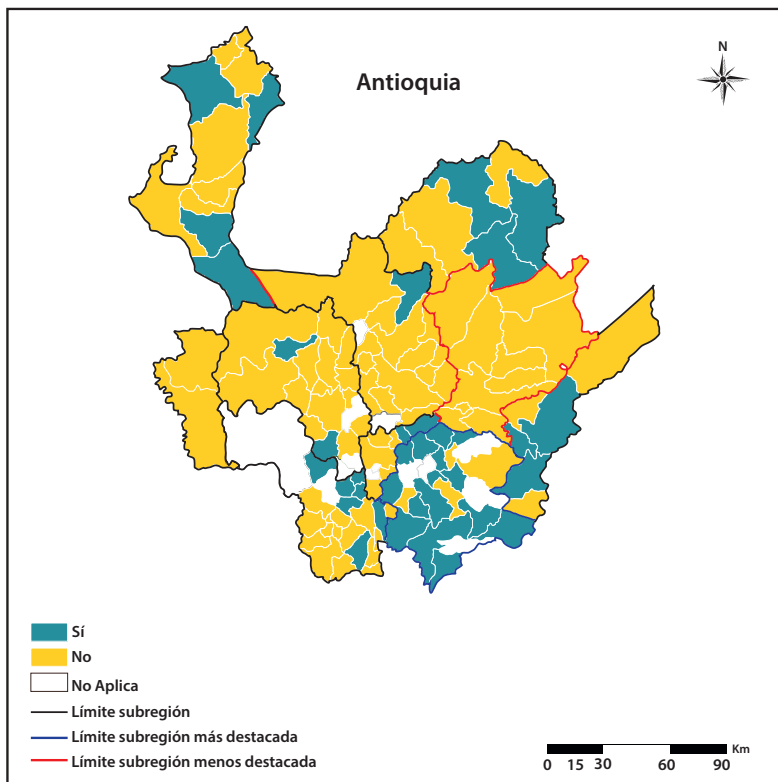 N
Antioquia
Sí
No
No Aplica
Límite subregión
Límite subregión más destacada
Límite subregión menos destacada
Km
0 15 30 60 90